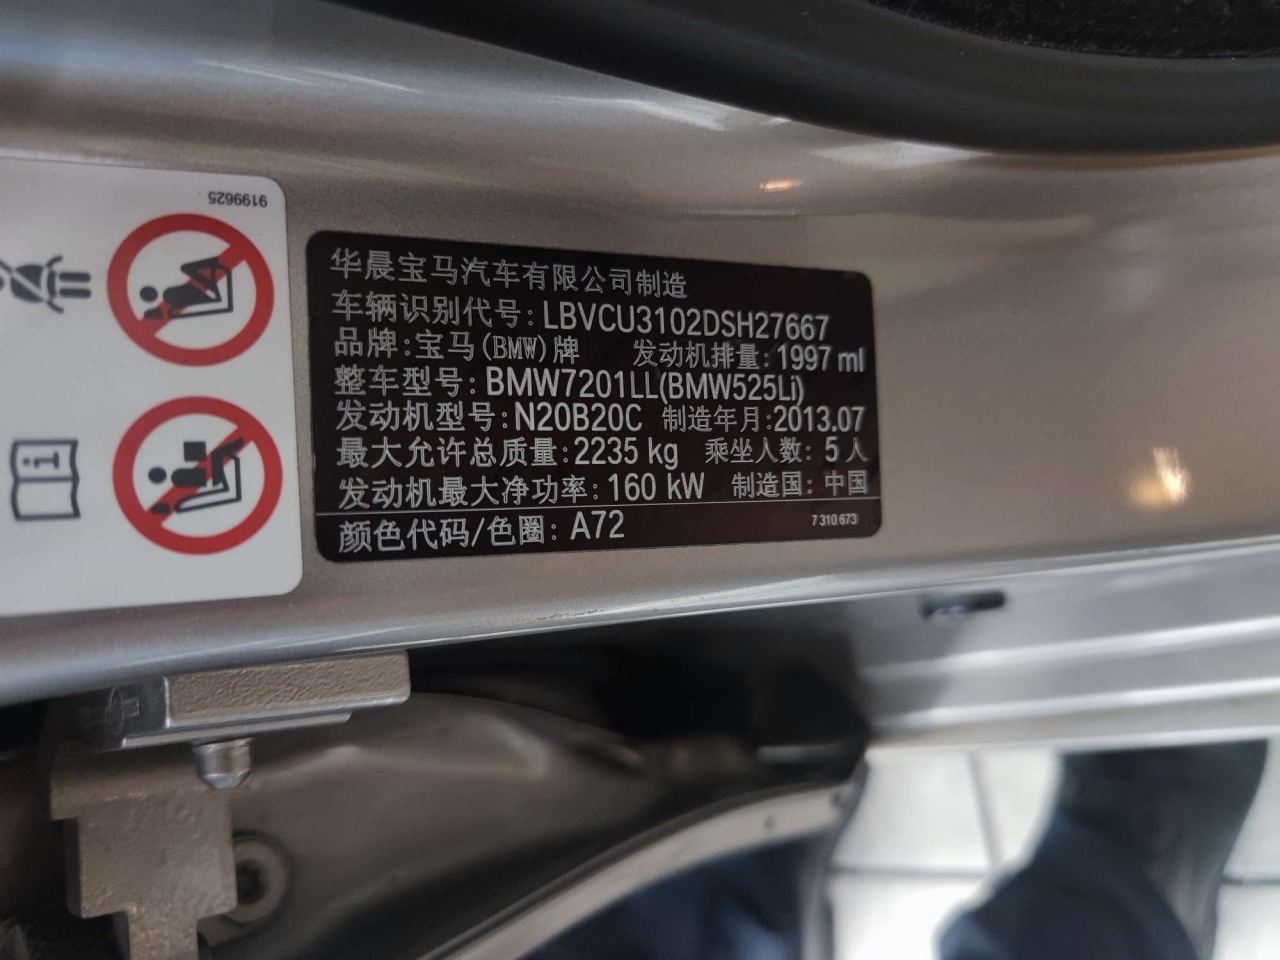 9199625
华晨宝马汽车有限公司制造
车辆识别代号: LBVCU3102DSH27667
品牌: 宝马(BMW)牌 发动机排量: 1997 ml
整车型号: BMW7201LL(BMW525Li)
发动机型号: N20B20C 制造年月: 2013.07
最大允许总质量: 2235 kg 乘坐人数: 5 人
发动机最大净功率: 160 kW 制造国: 中国
颜色代码/色圈: A72 7 310 673
i